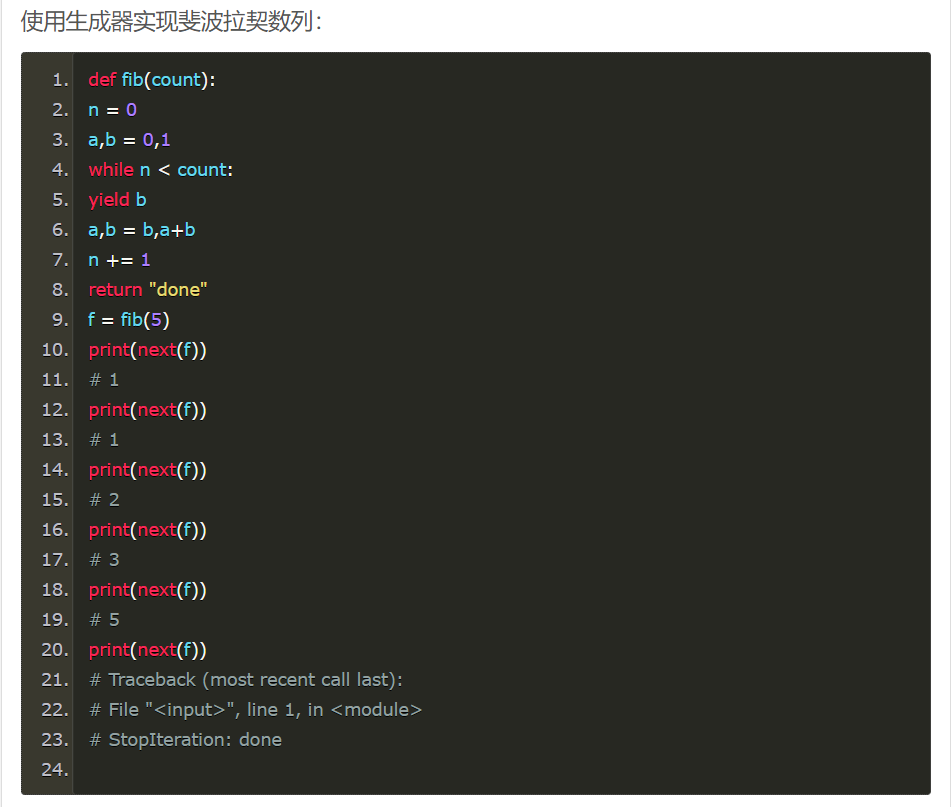 使用生成器实现斐波拉契数列：
1. def fib(count):
2. n = 0
3. a,b = 0,1
4. while n < count:
5. yield b
6. a,b = b,a+b
7. n += 1
8. return "done"
9. f = fib(5)
10. print(next(f))
11. # 1
12. print(next(f))
13. # 1
14. print(next(f))
15. # 2
16. print(next(f))
17. # 3
18. print(next(f))
19. # 5
20. print(next(f))
21. # Traceback (most recent call last):
22. # File "<input>", line 1, in <module>
23. # StopIteration: done
24.